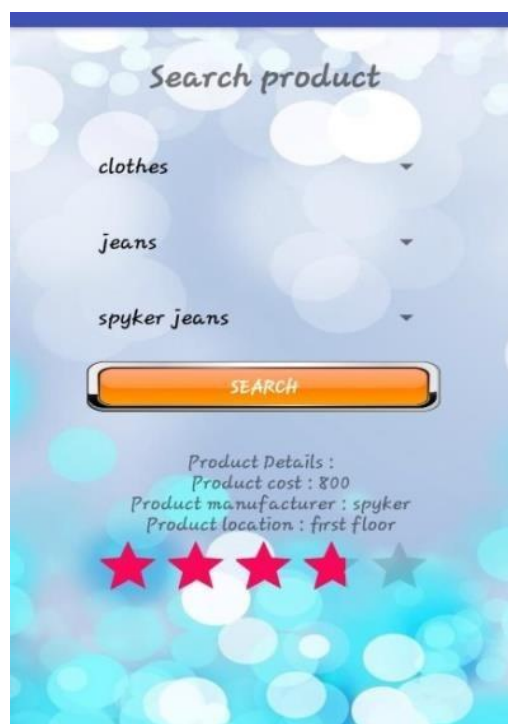 Search product
clothes
jeans
spyker jeans
SEARCH
Product Details :
Product cost : 800
Product manufacturer : spyker
Product location : first floor